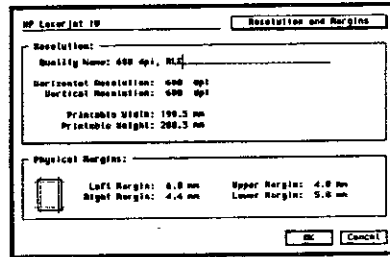 HP LaserJet IV
Resolution and Margins
Resolution:
Quality Name: 600 dpi, RLE
Horizontal Resolution: 600 dpi
Vertical Resolution: 600 dpi
Printable Width: 199.5 mm
Printable Height: 288.3 mm
Physical Margins:
Left Margin: 6.0 mm
Upper Margin: 4.0 mm
Right Margin: 4.4 mm
Lower Margin: 5.0 mm
OK
Cancel